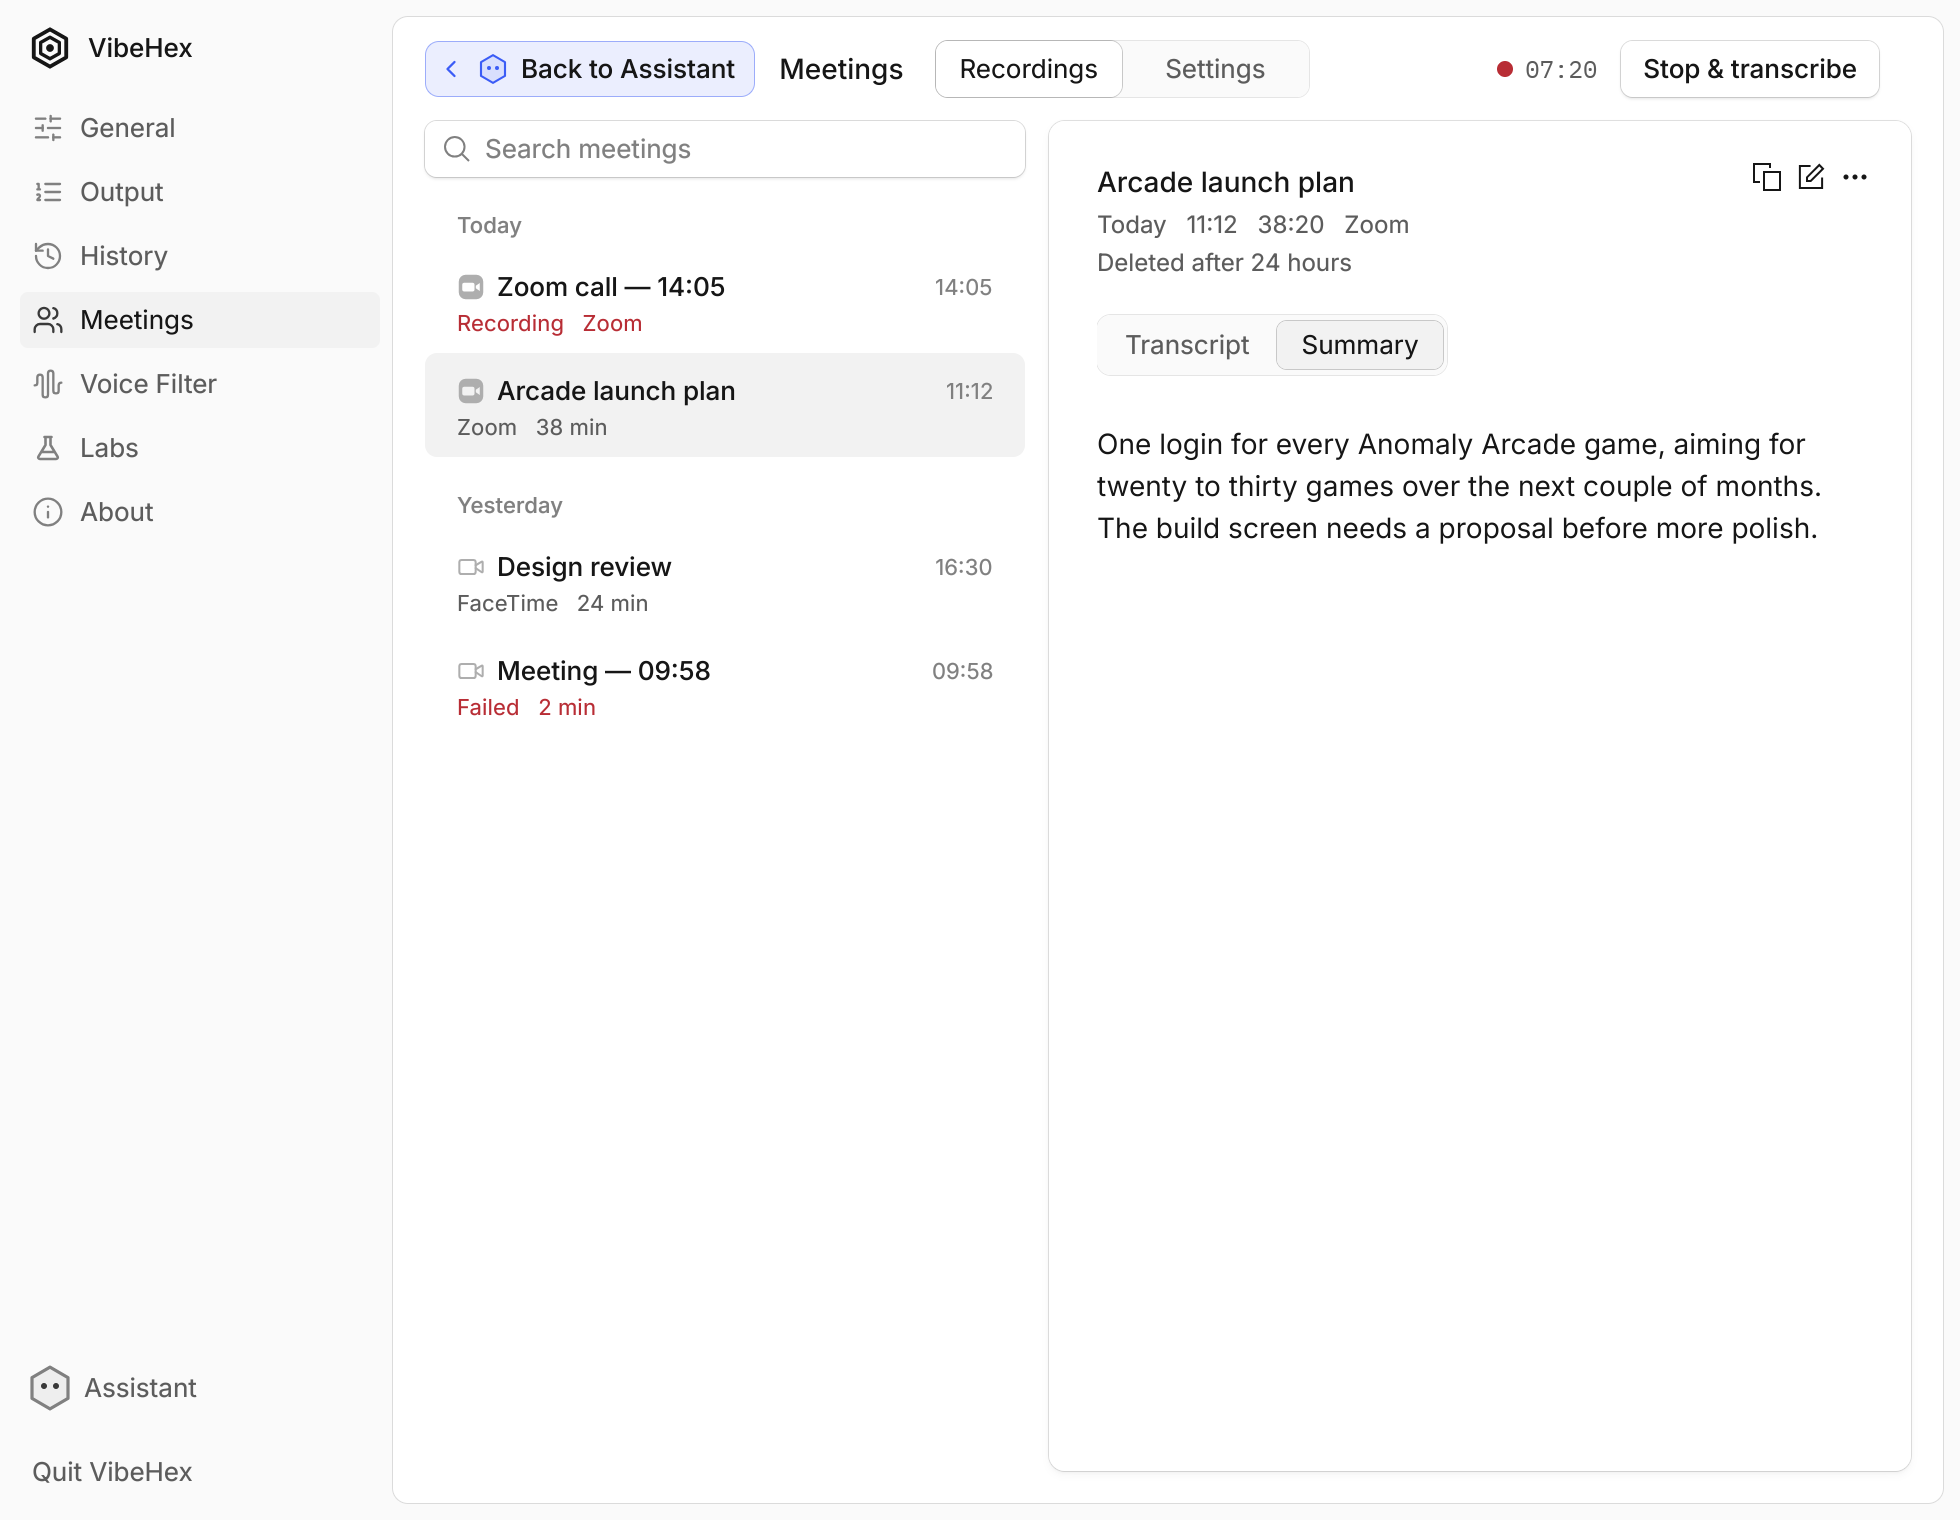 VibeHex
General
Output
History
Meetings
Voice Filter
Labs
About
Assistant
Quit VibeHex
Back to Assistant
Meetings
Recordings
Settings
07:20
Stop & transcribe
Search meetings
Today
Zoom call — 14:05
14:05
Recording Zoom
Arcade launch plan
11:12
Zoom 38 min
Yesterday
Design review
16:30
FaceTime 24 min
Meeting — 09:58
09:58
Failed 2 min
Arcade launch plan
Today 11:12 38:20 Zoom
Deleted after 24 hours
Transcript
Summary
One login for every Anomaly Arcade game, aiming for
twenty to thirty games over the next couple of months.
The build screen needs a proposal before more polish.